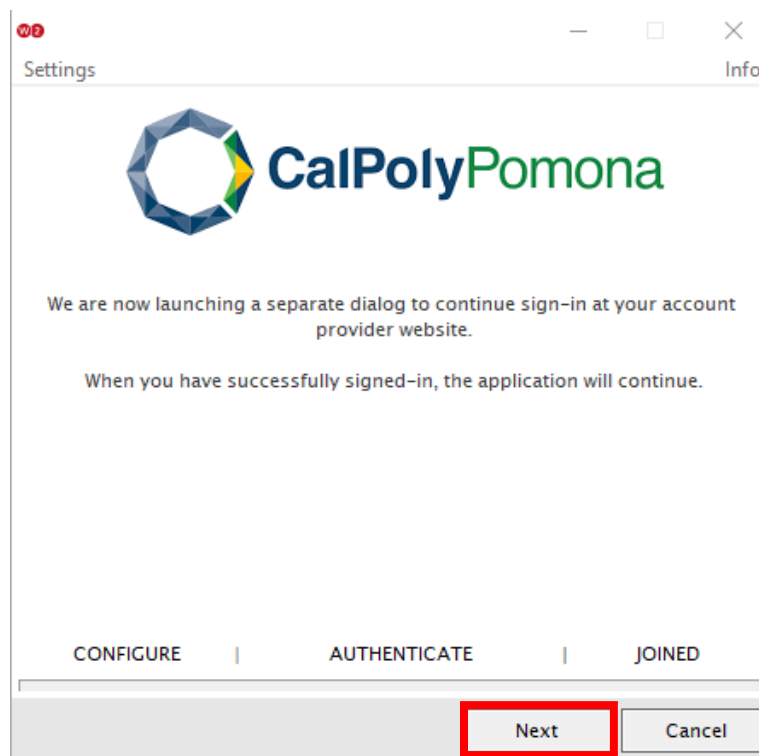 W2
Settings Info
CalPolyPomona
We are now launching a separate dialog to continue sign-in at your account
provider website.
When you have successfully signed-in, the application will continue.
CONFIGURE | AUTHENTICATE | JOINED
Next Cancel